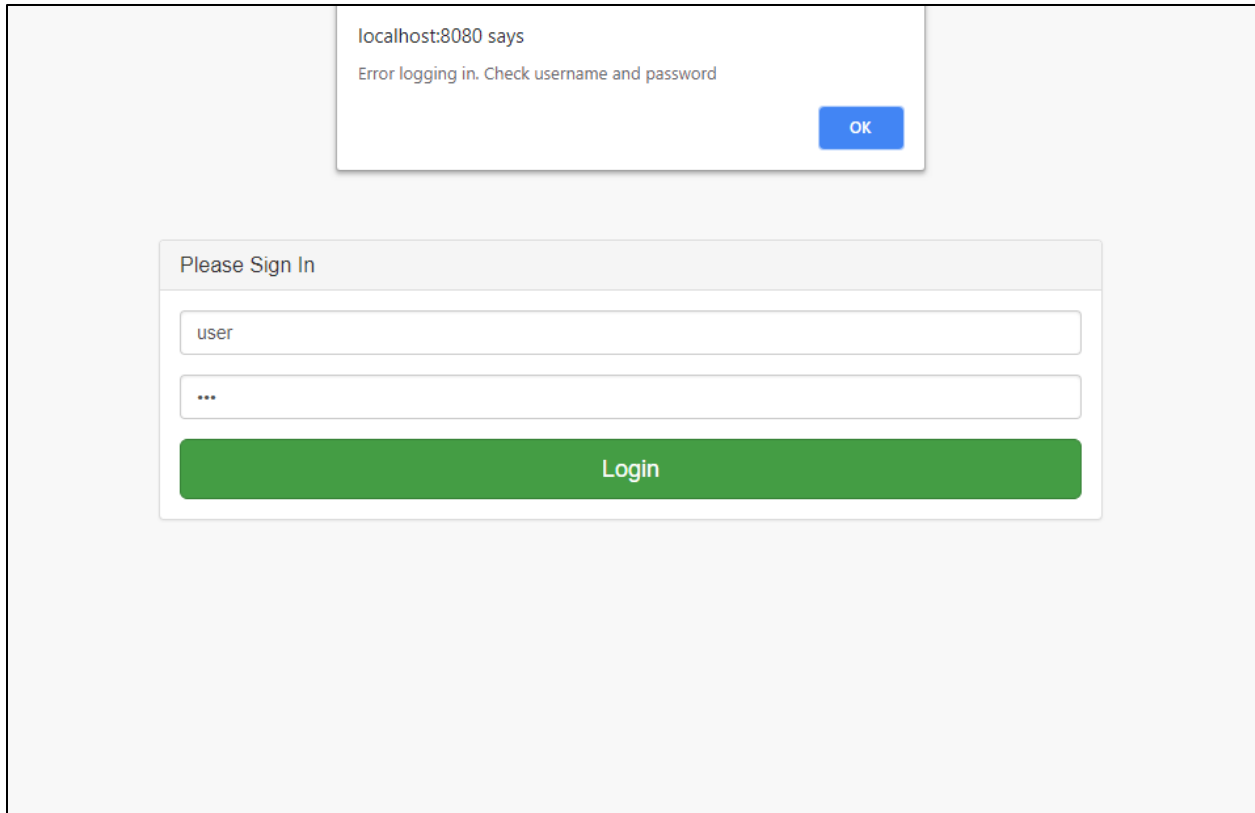 localhost:8080 says
Error logging in. Check username and password
OK
Please Sign In
user
•••
Login